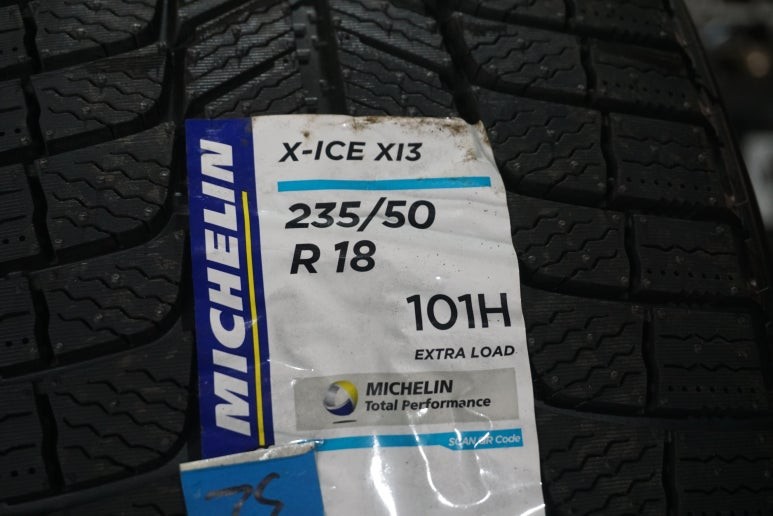 MICHELIN
X-ICE XI3
235/50
R 18
101H
EXTRA LOAD
MICHELIN
Total Performance
SCAN QR Code